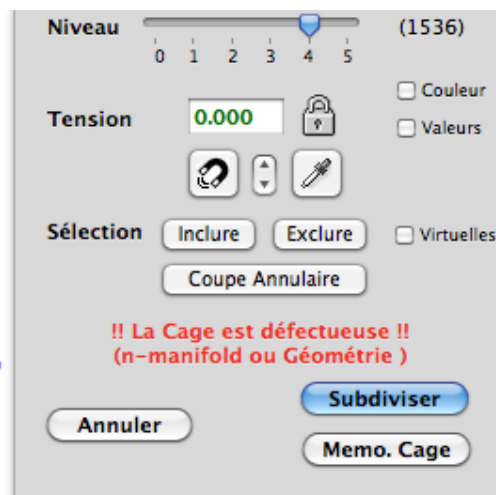 Niveau (1536)
0 1 2 3 4 5
Couleur
Tension 0.000
Valeurs
Sélection Inclure Exclure Virtuelles
Coupe Annulaire
!! La Cage est défectueuse !!
(n-manifold ou Géométrie )
Subdiviser
Annuler
Memo. Cage